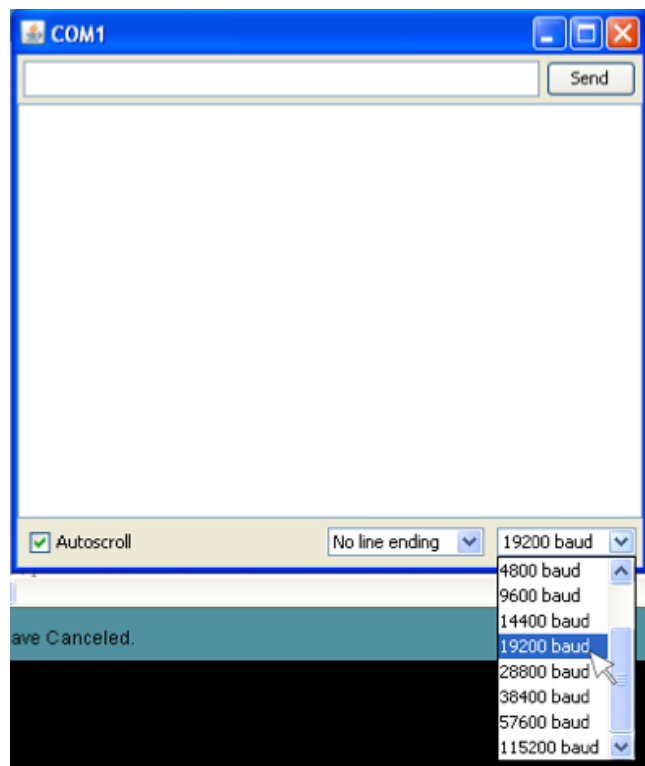 COM1
Send
Autoscroll
No line ending
19200 baud
4800 baud
9600 baud
14400 baud
19200 baud
28800 baud
38400 baud
57600 baud
115200 baud
ave Canceled.